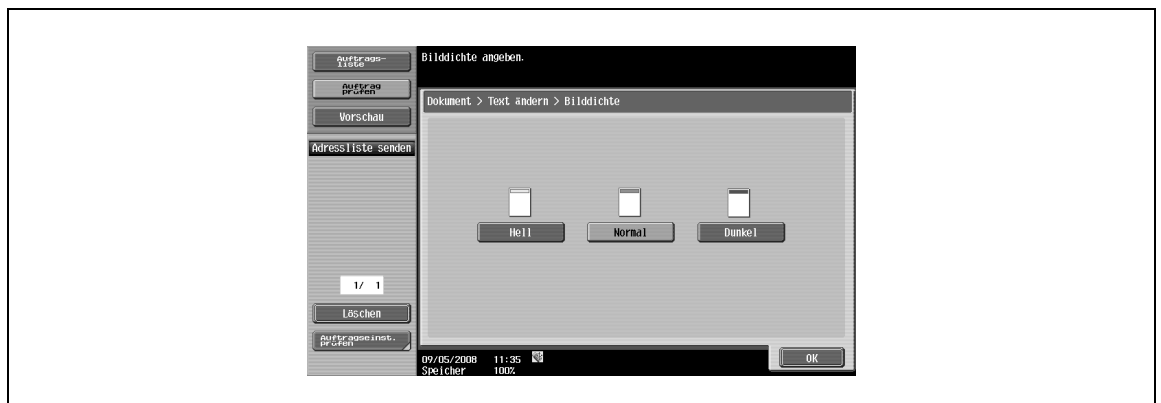 Auftrags-
liste
Auftrag
prüfen
Vorschau
Adressliste senden
1/ 1
Löschen
Auftragseinst.
prüfen
Bilddichte angeben.
Dokument > Text ändern > Bilddichte
Hell
Normal
Dunkel
09/05/2008 11:35
Speicher 100%
OK